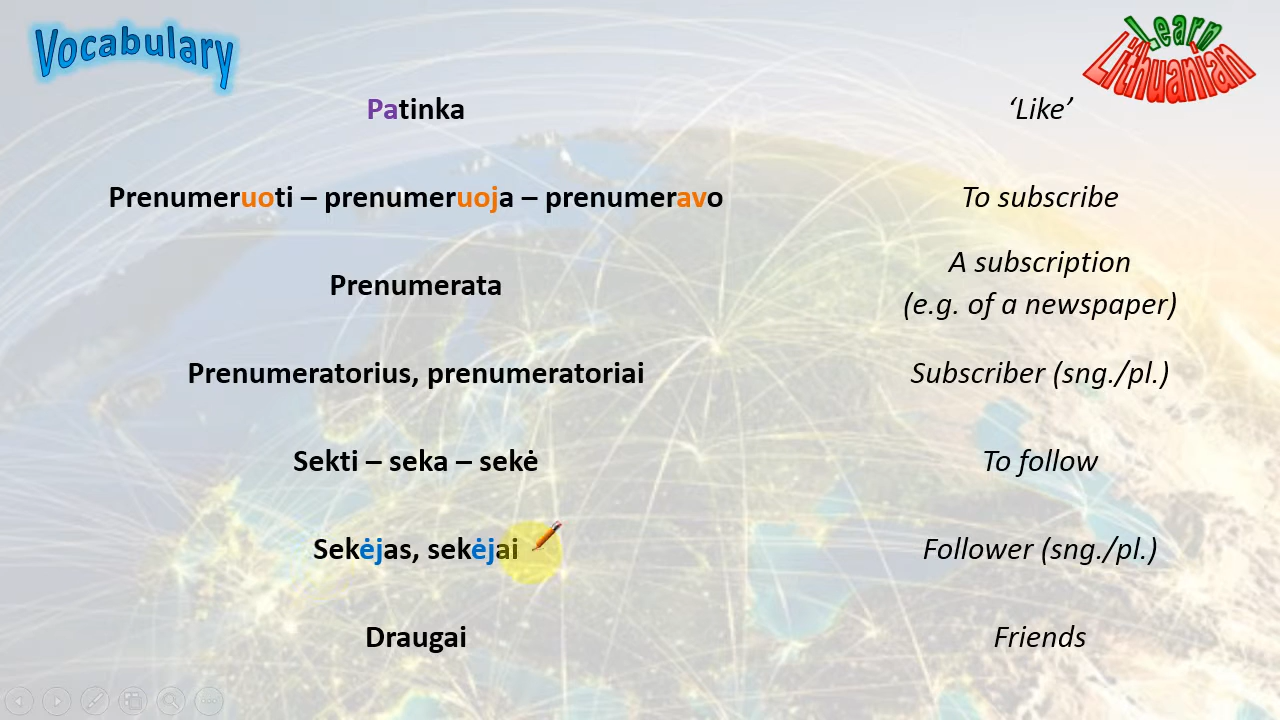 Vocabulary
Learn
Lithuanian
Patinka
‘Like’
Prenumeruoti – prenumeruoja – prenumeravo
To subscribe
Prenumerata
A subscription
(e.g. of a newspaper)
Prenumeratorius, prenumeratoriai
Subscriber (sng./pl.)
Sekti – seka – sekė
To follow
Sekėjas, sekėjai
Follower (sng./pl.)
Draugai
Friends